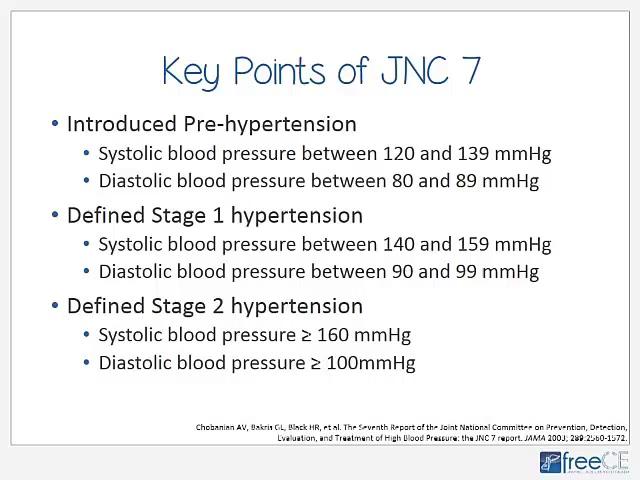 Key Points of JNC 7
• Introduced Pre-hypertension
• Systolic blood pressure between 120 and 139 mmHg
• Diastolic blood pressure between 80 and 89 mmHg
• Defined Stage 1 hypertension
• Systolic blood pressure between 140 and 159 mmHg
• Diastolic blood pressure between 90 and 99 mmHg
• Defined Stage 2 hypertension
• Systolic blood pressure ≥ 160 mmHg
• Diastolic blood pressure ≥ 100mmHg
Chobanian AV, Bakris GL, Black HR, et al. The Seventh Report of the Joint National Committee on Prevention, Detection,
Evaluation, and Treatment of High Blood Pressure: the JNC 7 report. JAMA 2003; 289:2560-1572.
freeCE